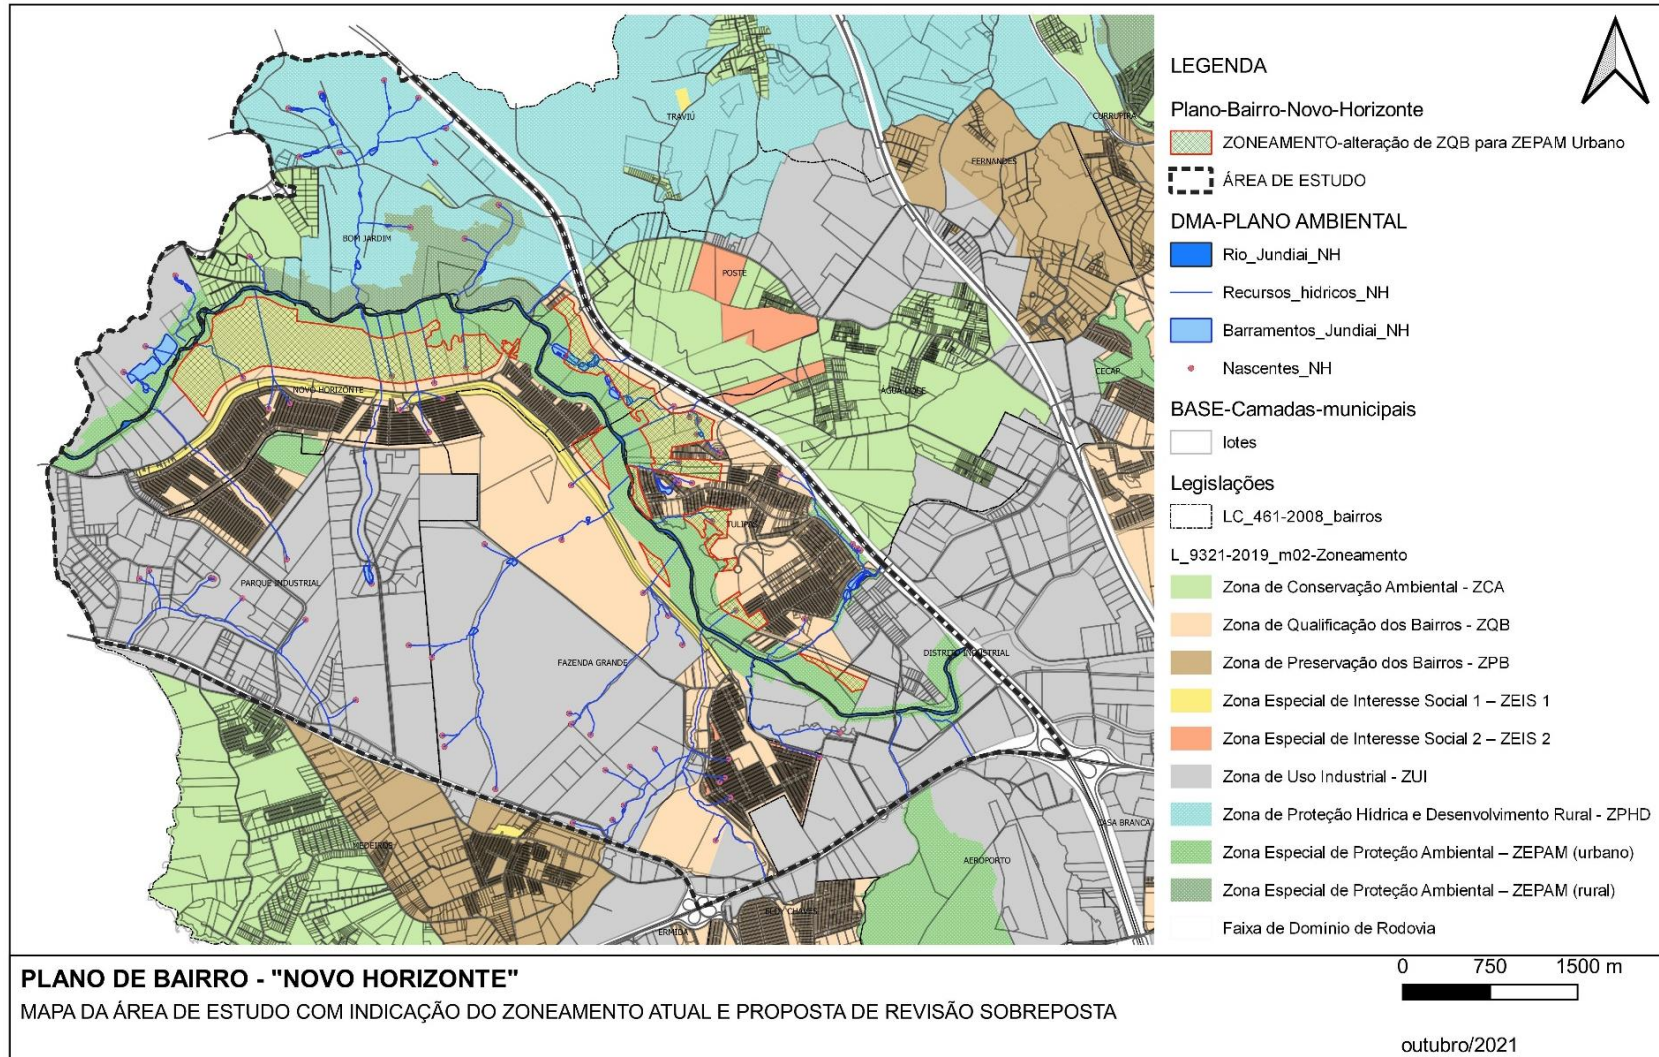 TRAVIÚ
CURRUPIRA
FERNANDES
BOM JARDIM
POSTE
CECAP
NOVO HORIZONTE
TULIPAS
PARQUE INDUSTRIAL
FAZENDA GRANDE
DISTRITO INDUSTRIAL
CASA BRANCA
MEDEIROS
AEROPORTO
ELOY CHAVES
ERMIDA
LEGENDA
Plano-Bairro-Novo-Horizonte
ZONEAMENTO-alteração de ZQB para ZEPAM Urbano
ÁREA DE ESTUDO
DMA-PLANO AMBIENTAL
Rio_Jundiai_NH
Recursos_hidricos_NH
Barramentos_Jundiai_NH
Nascentes_NH
BASE-Camadas-municipais
lotes
Legislações
LC_461-2008_bairros
L_9321-2019_m02-Zoneamento
Zona de Conservação Ambiental - ZCA
Zona de Qualificação dos Bairros - ZQB
Zona de Preservação dos Bairros - ZPB
Zona Especial de Interesse Social 1 – ZEIS 1
Zona Especial de Interesse Social 2 – ZEIS 2
Zona de Uso Industrial - ZUI
Zona de Proteção Hídrica e Desenvolvimento Rural - ZPHD
Zona Especial de Proteção Ambiental – ZEPAM (urbano)
Zona Especial de Proteção Ambiental – ZEPAM (rural)
Faixa de Domínio de Rodovia
PLANO DE BAIRRO - "NOVO HORIZONTE"
MAPA DA ÁREA DE ESTUDO COM INDICAÇÃO DO ZONEAMENTO ATUAL E PROPOSTA DE REVISÃO SOBREPOSTA
0 750 1500 m
outubro/2021